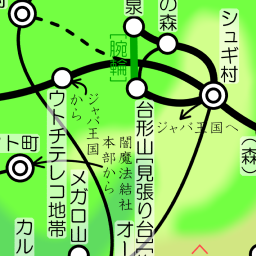 の森
泉
シュギ村
[腕輪]
ジャバ王国
から
ウーチテレコ地帯
ジャバ王国へ
(森)
台形山[見張り台]
闇魔法結社
本部から
ト町
メガロ山
オー
カル